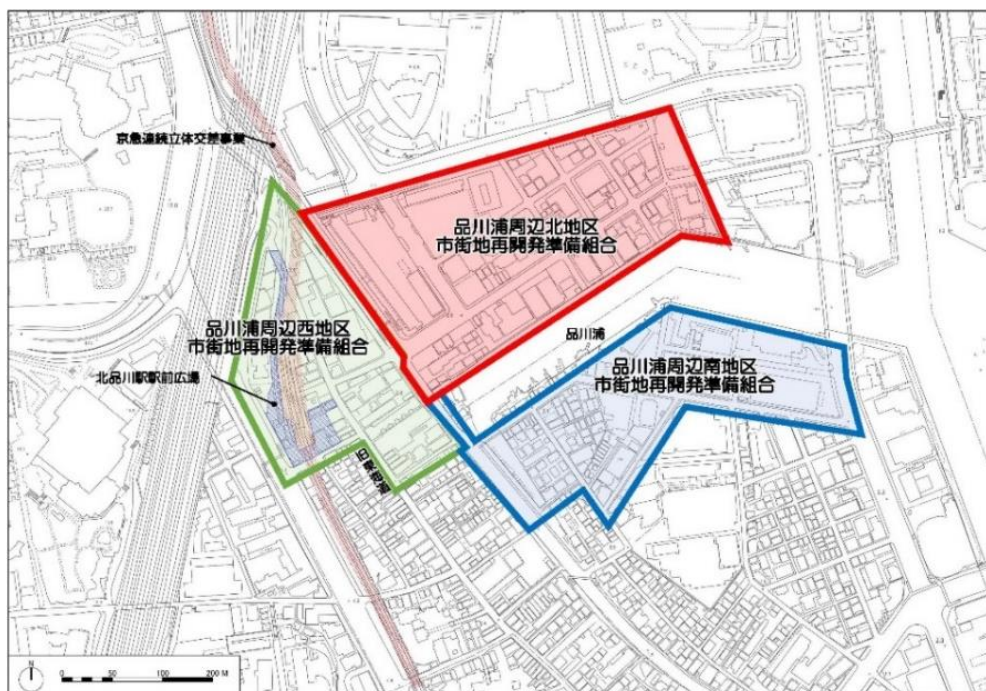 京急連続立体交差事業
品川浦周辺北地区
市街地再開発準備組合
品川浦周辺西地区
市街地再開発準備組合
北品川駅駅前広場
品川浦
品川浦周辺南地区
市街地再開発準備組合
旧東海道
N
0 50 100 200 M